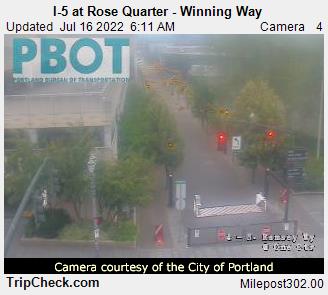 I-5 at Rose Quarter - Winning Way
Updated Jul 16 2022 6:11 AM Camera 4
PBOT
PORTLAND BUREAU OF TRANSPORTATION
Camera courtesy of the City of Portland
TripCheck.com Milepost302.00